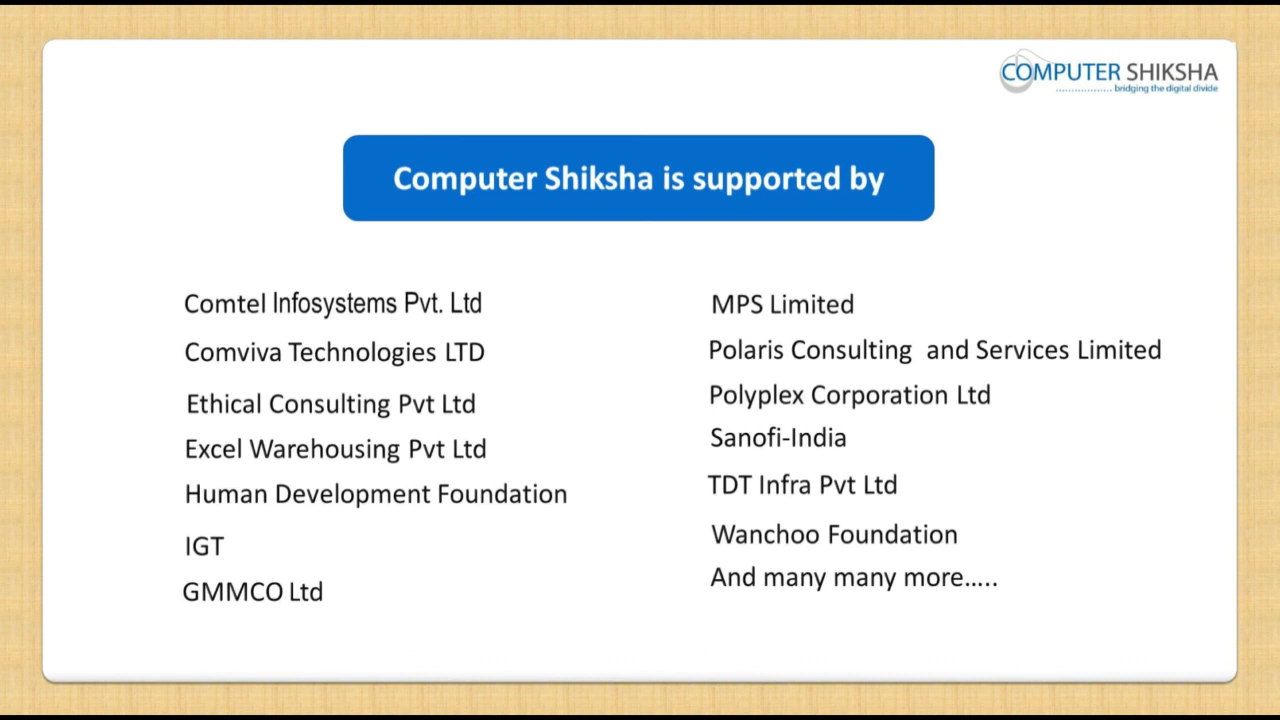 COMPUTER SHIKSHA
bridging the digital divide
Computer Shiksha is supported by
Comtel Infosystems Pvt. Ltd
Comviva Technologies LTD
Ethical Consulting Pvt Ltd
Excel Warehousing Pvt Ltd
Human Development Foundation
IGT
GMMCO Ltd
MPS Limited
Polaris Consulting  and Services Limited
Polyplex Corporation Ltd
Sanofi-India
TDT Infra Pvt Ltd
Wanchoo Foundation
And many many more.....